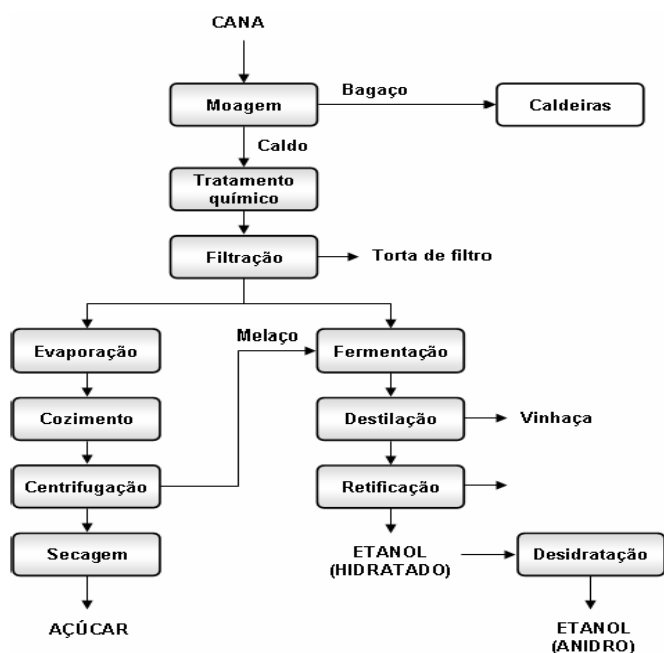 CANA
Moagem
Bagaço
Caldeiras
Caldo
Tratamento
químico
Filtração
Torta de filtro
Evaporação
Melaço
Fermentação
Cozimento
Destilação
Vinhaça
Centrifugação
Retificação
Secagem
ETANOL
(HIDRATADO)
Desidratação
AÇÚCAR
ETANOL
(ANIDRO)